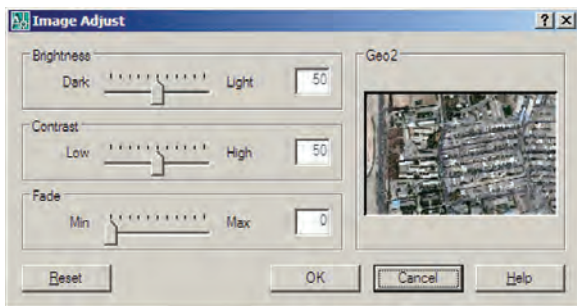 Image Adjust
Brightness
Dark Light 50
Contrast
Low High 50
Fade
Min Max 0
Geo2
Reset OK Cancel Help